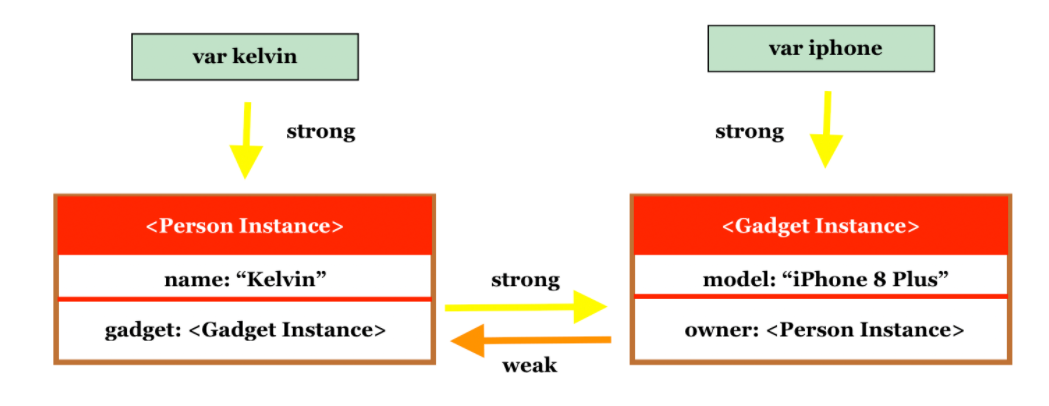 var kelvin
var iphone
strong
strong
<Person Instance>
name: “Kelvin”
gadget: <Gadget Instance>
strong
weak
<Gadget Instance>
model: “iPhone 8 Plus”
owner: <Person Instance>